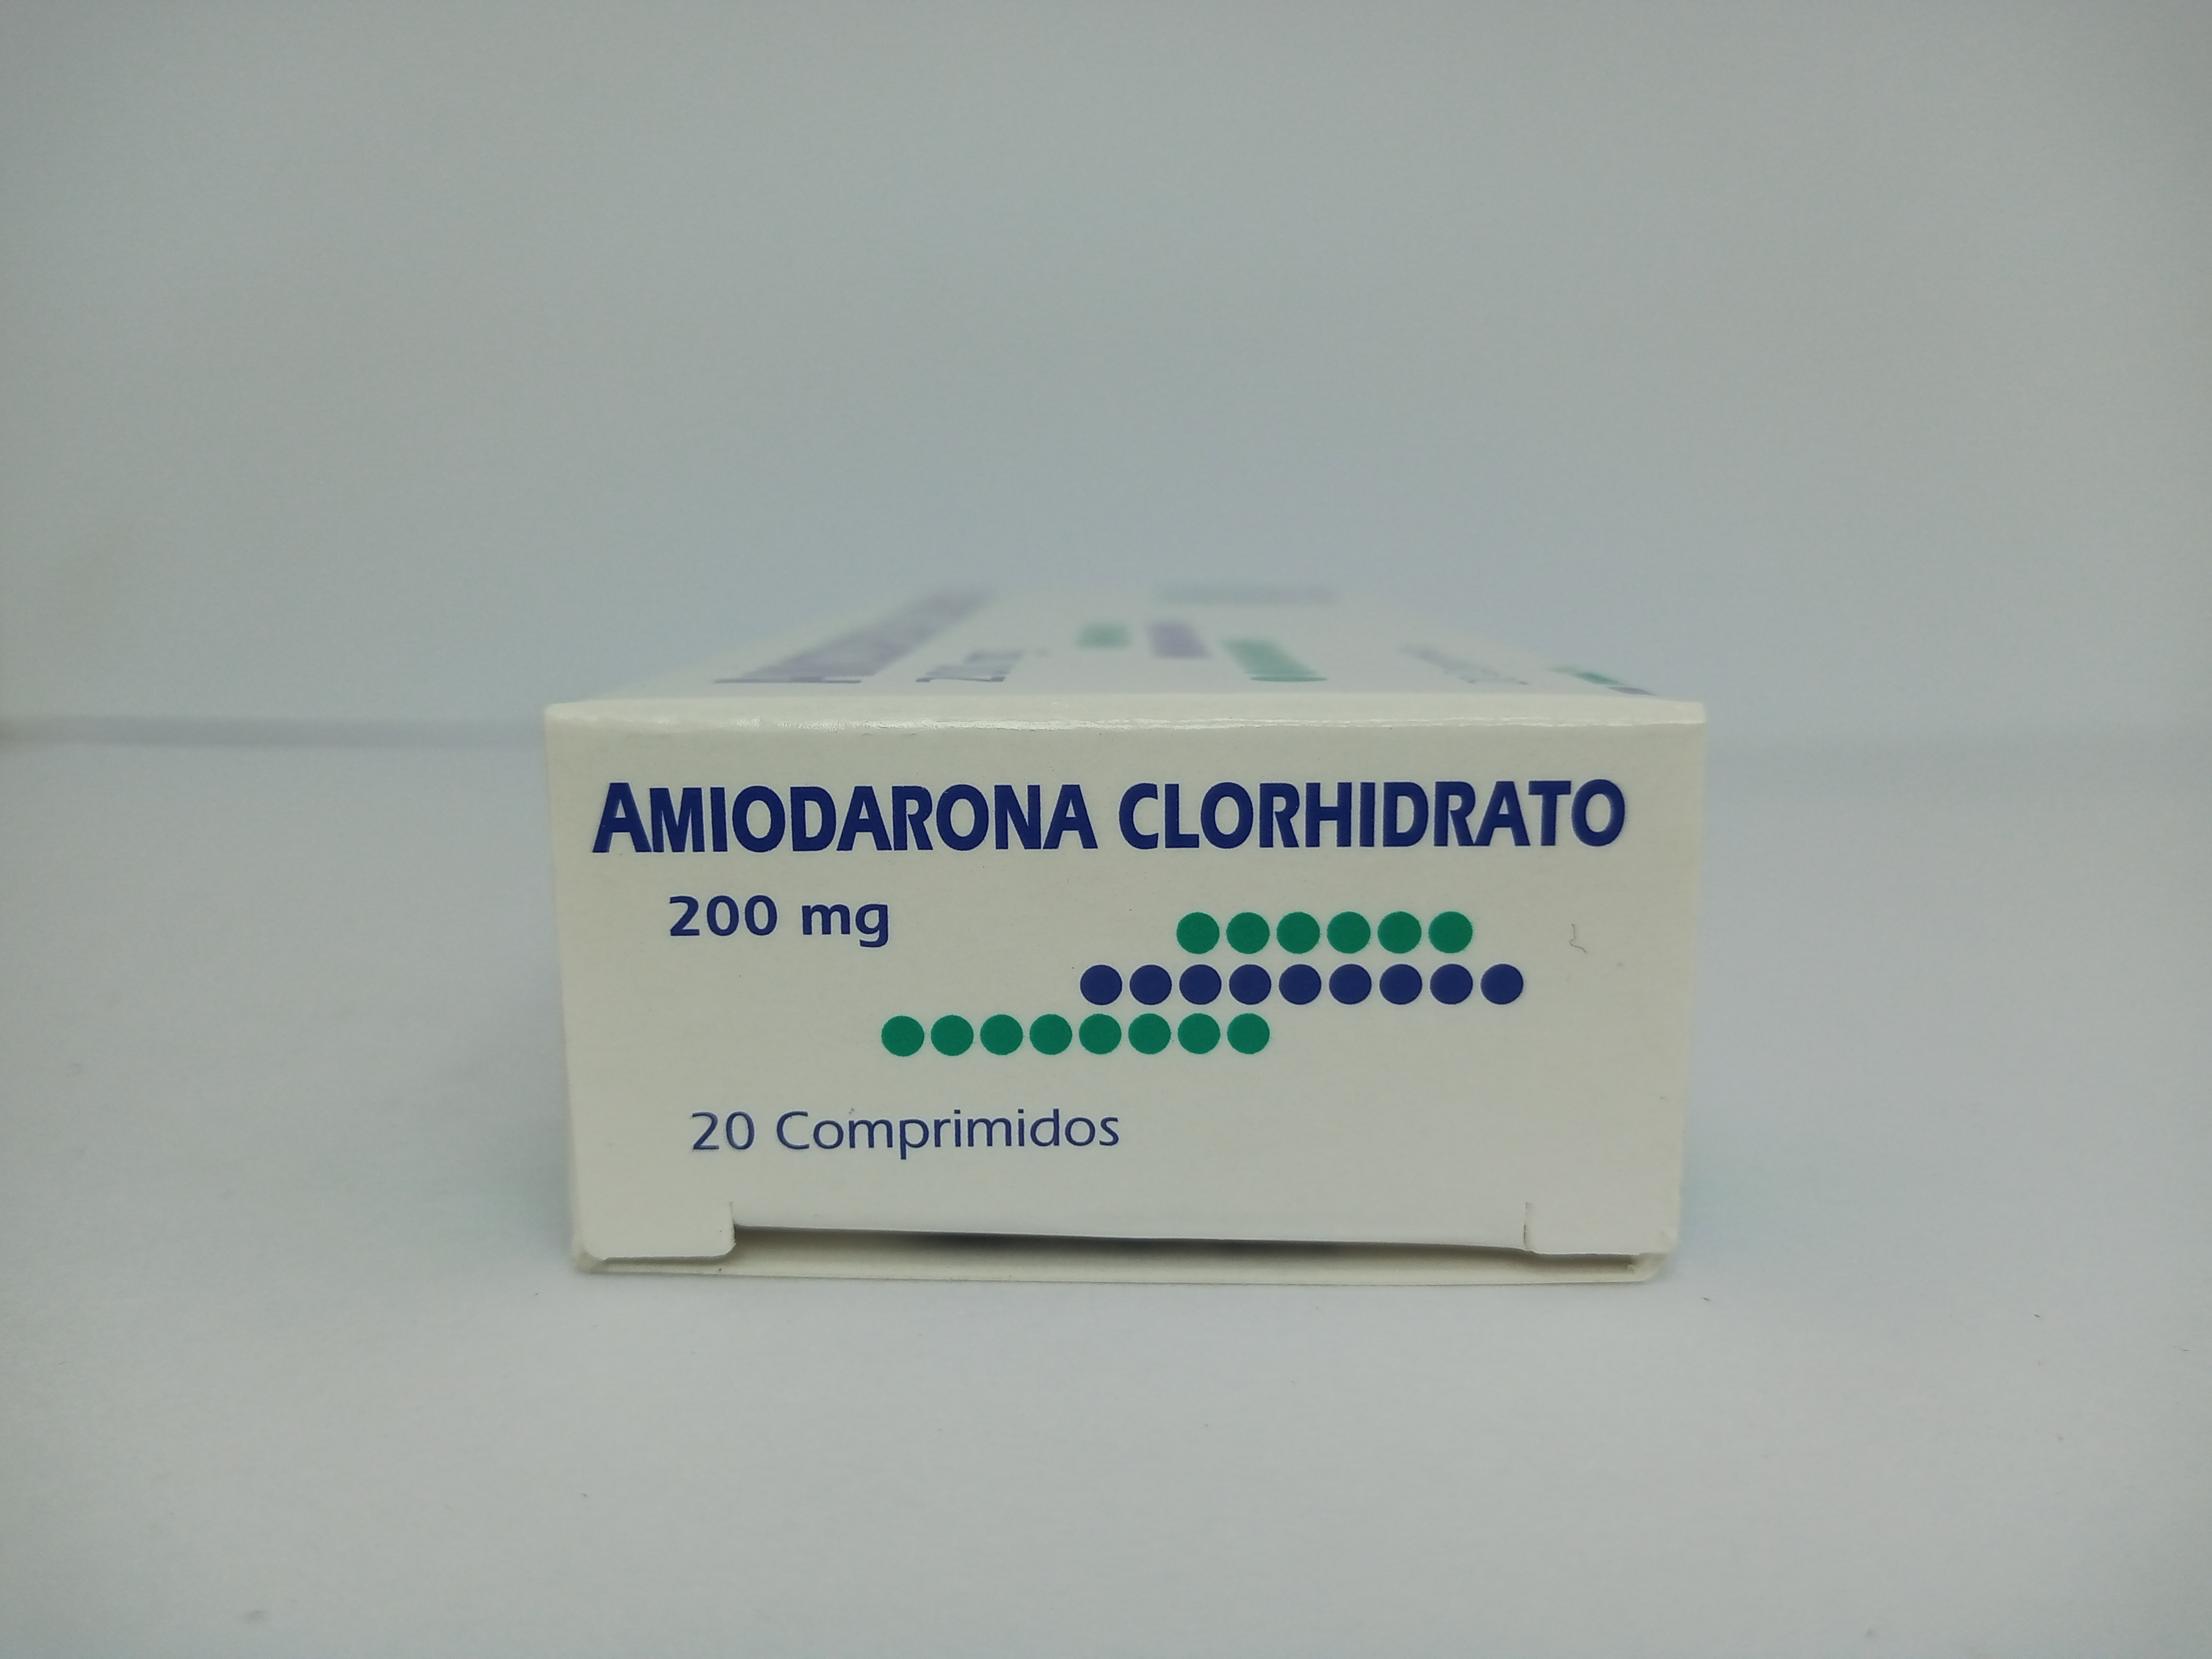 AMIODARONA CLORHIDRATO
200 mg
20 Comprimidos